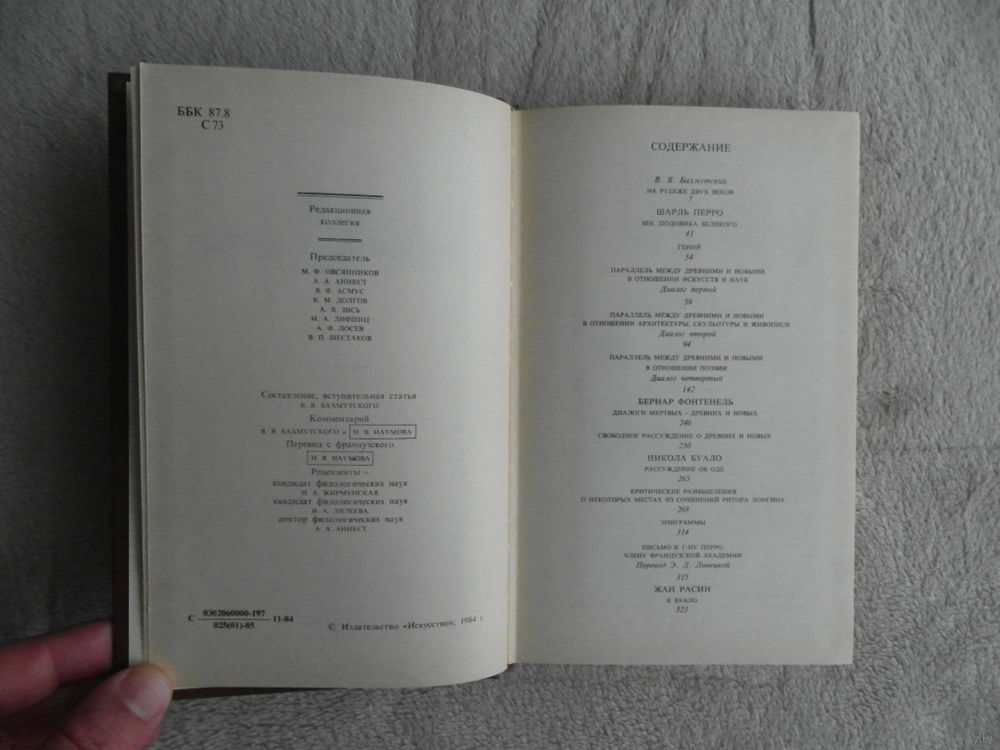 ББК 87.8
С 73
Редакционная
коллегия
Председатель
М. Ф. ОВСЯННИКОВ
А. А. АНИКСТ
В. Ф. АСМУС
К. М. ДОЛГОВ
А. Я. ЗИСЬ
М. А. ЛИФШИЦ
А. Ф. ЛОСЕВ
В. П. ШЕСТАКОВ
Составление, вступительная статья
В. Я. БАХМУТСКОГО
Комментарий
В. Я. БАХМУТСКОГО и Н. В. НАУМОВА
Перевод с французского
Н. В. НАУМОВА
Рецензенты –
кандидат филологических наук
Н. А. ЖИРМУНСКАЯ,
кандидат филологических наук
И. А. ЛИЛЕЕВА,
доктор филологических наук
А. А. АНИКСТ
С 0302060000-197 11-84
025(01)-85
© Издательство «Искусство», 1984 г.
СОДЕРЖАНИЕ
В. Я. Бахмутский
НА РУБЕЖЕ ДВУХ ВЕКОВ
7
ШАРЛЬ ПЕРРО
ВЕК ЛЮДОВИКА ВЕЛИКОГО
41
ГЕНИЙ
54
ПАРАЛЛЕЛЬ МЕЖДУ ДРЕВНИМИ И НОВЫМИ
В ОТНОШЕНИИ ИСКУССТВ И НАУК
Диалог первый
59
ПАРАЛЛЕЛЬ МЕЖДУ ДРЕВНИМИ И НОВЫМИ
В ОТНОШЕНИИ АРХИТЕКТУРЫ, СКУЛЬПТУРЫ И ЖИВОПИСИ
Диалог второй
94
ПАРАЛЛЕЛЬ МЕЖДУ ДРЕВНИМИ И НОВЫМИ
В ОТНОШЕНИИ ПОЭЗИИ
Диалог четвертый
142
БЕРНАР ФОНТЕНЕЛЬ
ДИАЛОГИ МЕРТВЫХ – ДРЕВНИХ И НОВЫХ
246
СВОБОДНОЕ РАССУЖДЕНИЕ О ДРЕВНИХ И НОВЫХ
250
НИКОЛА БУАЛО
РАССУЖДЕНИЕ ОБ ОДЕ
265
КРИТИЧЕСКИЕ РАЗМЫШЛЕНИЯ
О НЕКОТОРЫХ МЕСТАХ ИЗ СОЧИНЕНИЙ РИТОРА ЛОНГИНА
268
ЭПИГРАММЫ
314
ПИСЬМО К Г-НУ ПЕРРО,
ЧЛЕНУ ФРАНЦУЗСКОЙ АКАДЕМИИ
Перевод Э. Л. Линецкой
315
ЖАН РАСИН
К БУАЛО
323